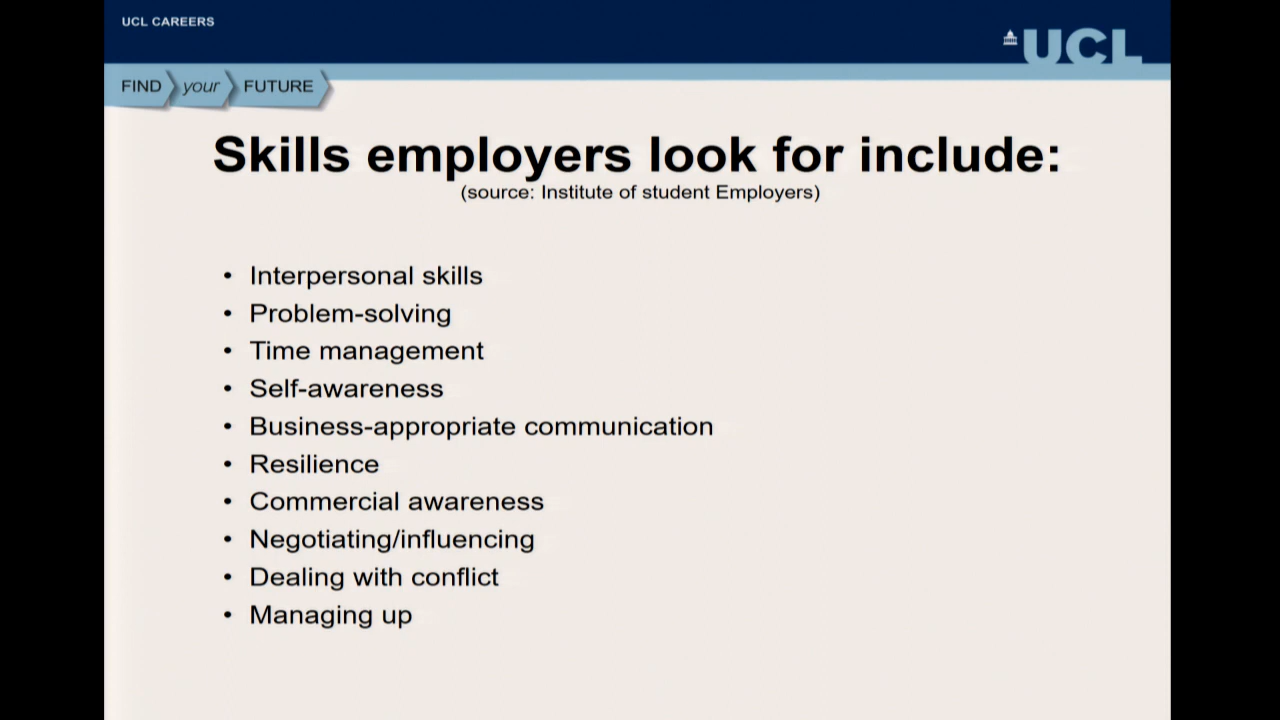 UCL CAREERS
UCL
FIND your FUTURE
Skills employers look for include:
(source: Institute of student Employers)
• Interpersonal skills
• Problem-solving
• Time management
• Self-awareness
• Business-appropriate communication
• Resilience
• Commercial awareness
• Negotiating/influencing
• Dealing with conflict
• Managing up